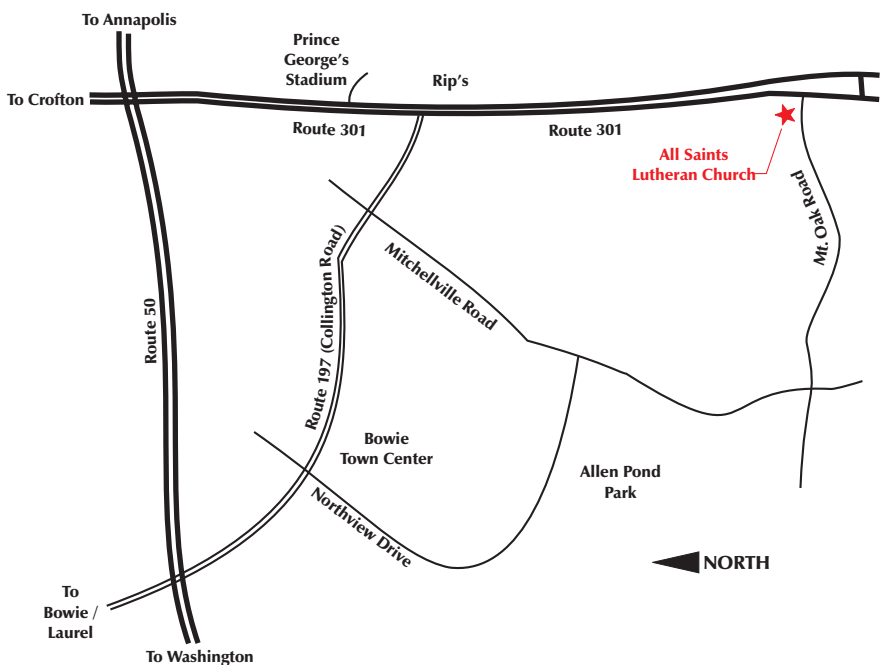 To Annapolis
Prince
George's
Stadium
Rip's
To Crofton
Route 301
Route 301
All Saints
Lutheran Church
Mt. Oak Road
Mitchellville Road
Route 50
Route 197 (Collington Road)
Bowie
Town Center
Allen Pond
Park
Northview Drive
NORTH
To
Bowie /
Laurel
To Washington